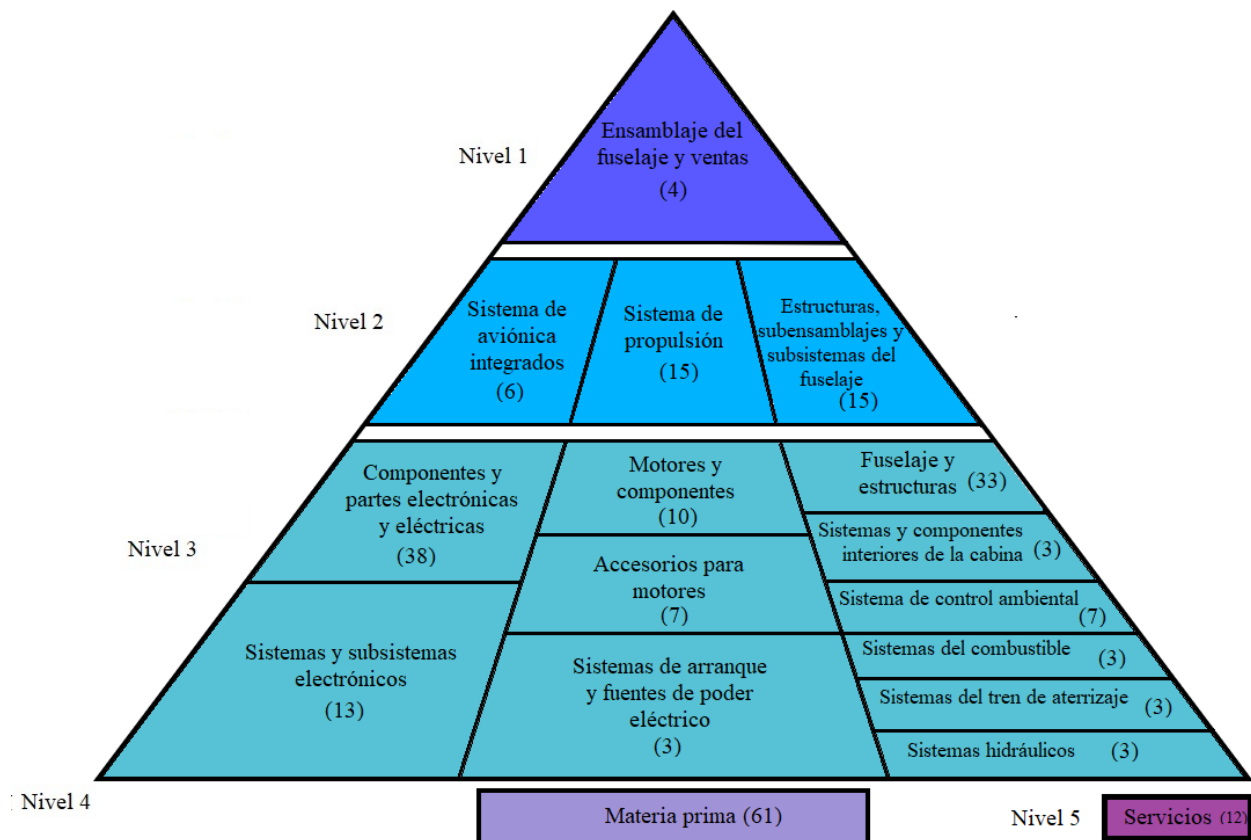 Nivel 1
Ensamblaje del
fuselaje y ventas
(4)
Nivel 2
Sistema de
aviónica
integrados
(6)
Sistema de
propulsión
(15)
Estructuras,
subensamblajes y
subsistemas del
fuselaje
(15)
Nivel 3
Componentes y
partes electrónicas
y eléctricas
(38)
Sistemas y subsistemas
electrónicos
(13)
Motores y
componentes
(10)
Accesorios para
motores
(7)
Sistemas de arranque
y fuentes de poder
eléctrico
(3)
Fuselaje y
estructuras (33)
Sistemas y componentes
interiores de la cabina (3)
Sistema de control ambiental (7)
Sistemas del combustible (3)
Sistemas del tren de aterrizaje (3)
Sistemas hidráulicos (3)
Nivel 4
Materia prima (61)
Nivel 5
Servicios (12)